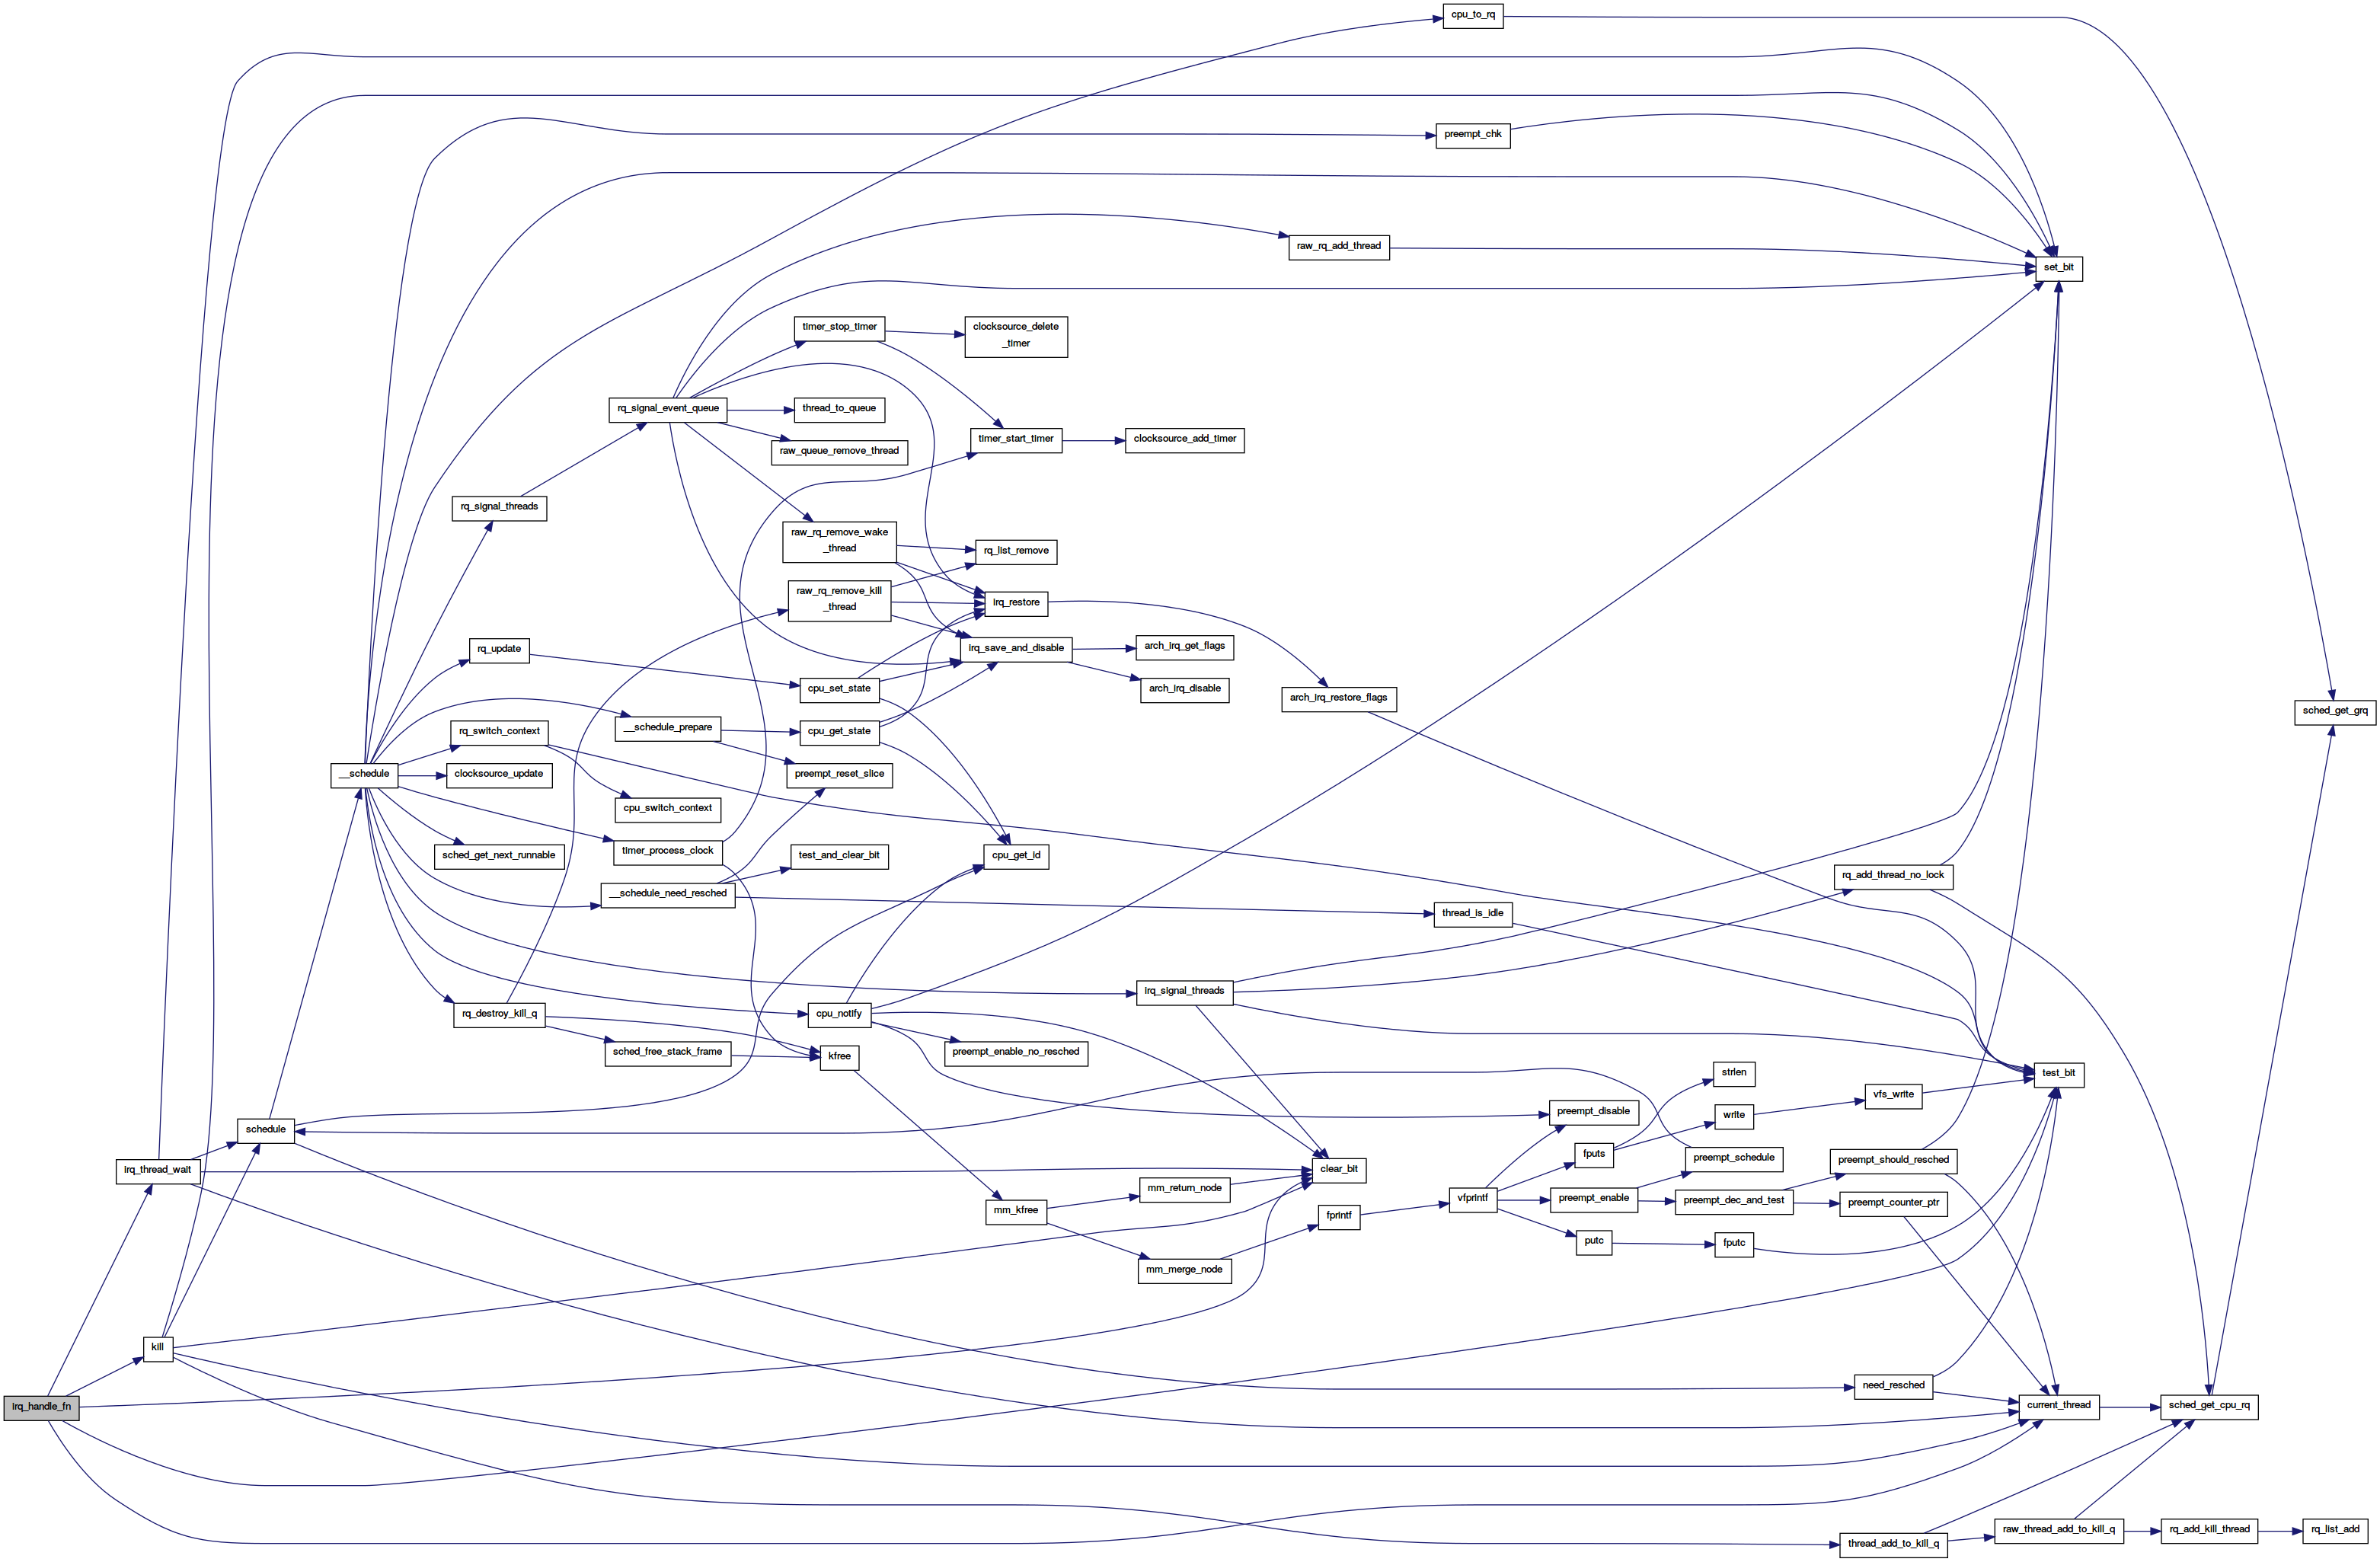 cpu_to_rq
preempt_chk
raw_rq_add_thread
set_bit
timer_stop_timer
clocksource_delete
_timer
rq_signal_event_queue
thread_to_queue
timer_start_timer
clocksource_add_timer
raw_queue_remove_thread
rq_signal_threads
raw_rq_remove_wake
_thread
rq_list_remove
raw_rq_remove_kill
_thread
irq_restore
rq_update
irq_save_and_disable
arch_irq_get_flags
cpu_set_state
arch_irq_disable
arch_irq_restore_flags
sched_get_grq
rq_switch_context
__schedule_prepare
cpu_get_state
__schedule
clocksource_update
preempt_reset_slice
cpu_switch_context
sched_get_next_runnable
timer_process_clock
test_and_clear_bit
cpu_get_id
rq_add_thread_no_lock
__schedule_need_resched
thread_is_idle
irq_signal_threads
rq_destroy_kill_q
cpu_notify
sched_free_stack_frame
kfree
preempt_enable_no_resched
strlen
test_bit
vfs_write
preempt_disable
write
schedule
fputs
preempt_schedule
preempt_should_resched
irq_thread_wait
clear_bit
mm_return_node
vfprintf
preempt_enable
preempt_dec_and_test
preempt_counter_ptr
mm_kfree
fprintf
putc
fputc
mm_merge_node
kill
need_resched
irq_handle_fn
current_thread
sched_get_cpu_rq
thread_add_to_kill_q
raw_thread_add_to_kill_q
rq_add_kill_thread
rq_list_add